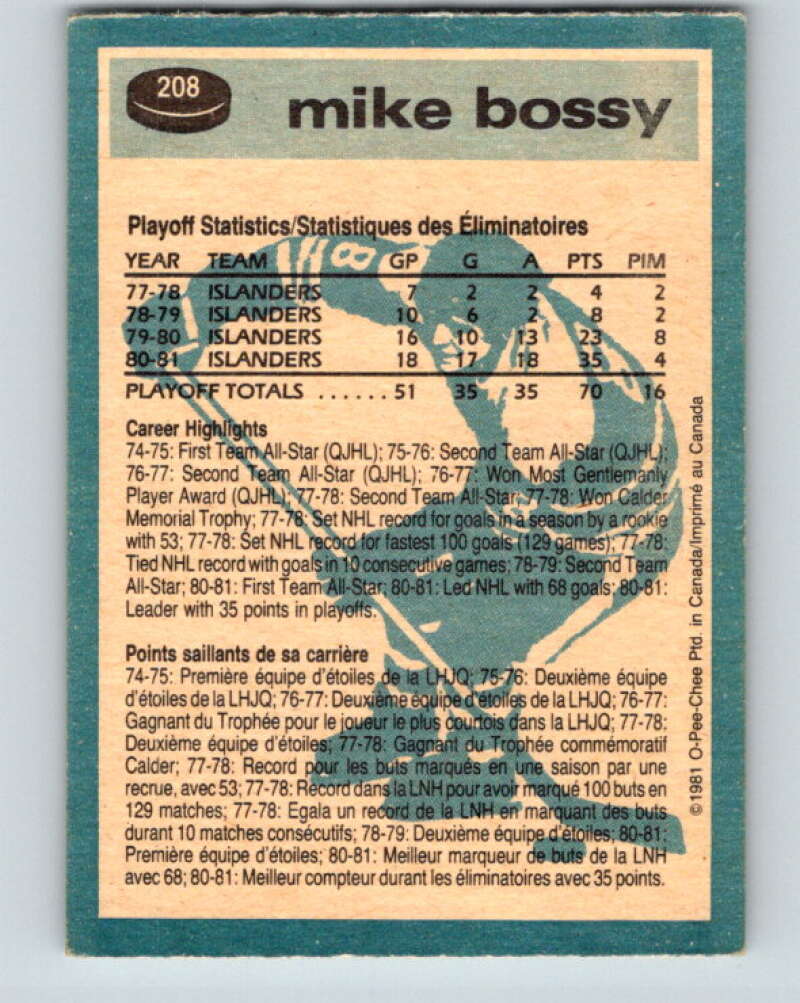 208
mike bossy
Playoff Statistics/Statistiques des Éliminatoires
YEAR TEAM GP G A PTS PIM
77-78 ISLANDERS 7 2 2 4 2
78-79 ISLANDERS 10 6 2 8 2
79-80 ISLANDERS 16 10 13 23 8
80-81 ISLANDERS 18 17 18 35 4
PLAYOFF TOTALS ...... 51 35 35 70 16
Career Highlights
74-75: First Team All-Star (QJHL); 75-76: Second Team All-Star (QJHL);
76-77: Second Team All-Star (QJHL); 76-77: Won Most Gentlemanly
Player Award (QJHL); 77-78: Second Team All-Star; 77-78: Won Calder
Memorial Trophy; 77-78: Set NHL record for goals in a season by a rookie
with 53; 77-78: Set NHL record for fastest 100 goals (129 games); 77-78:
Tied NHL record with goals in 10 consecutive games; 78-79: Second Team
All-Star; 80-81: First Team All-Star; 80-81: Led NHL with 68 goals; 80-81:
Leader with 35 points in playoffs.
Points saillants de sa carrière
74-75: Première équipe d'étoiles de la LHJQ; 75-76: Deuxième équipe
d'étoiles de la LHJQ; 76-77: Deuxième équipe d'étoiles de la LHJQ; 76-77:
Gagnant du Trophée pour le joueur le plus courtois dans la LHJQ; 77-78:
Deuxième équipe d'étoiles; 77-78: Gagnant du Trophée commémoratif
Calder; 77-78: Record pour les buts marqués en une saison par une
recrue, avec 53; 77-78: Record dans la LNH pour avoir marqué 100 buts en
129 matches; 77-78: Egala un record de la LNH en marquant des buts
durant 10 matches consécutifs; 78-79: Deuxième équipe d'étoiles; 80-81:
Première équipe d'étoiles; 80-81: Meilleur marqueur de buts de la LNH
avec 68; 80-81: Meilleur compteur durant les éliminatoires avec 35 points.
©1981 O-Pee-Chee Ptd. in Canada/Imprimé au Canada